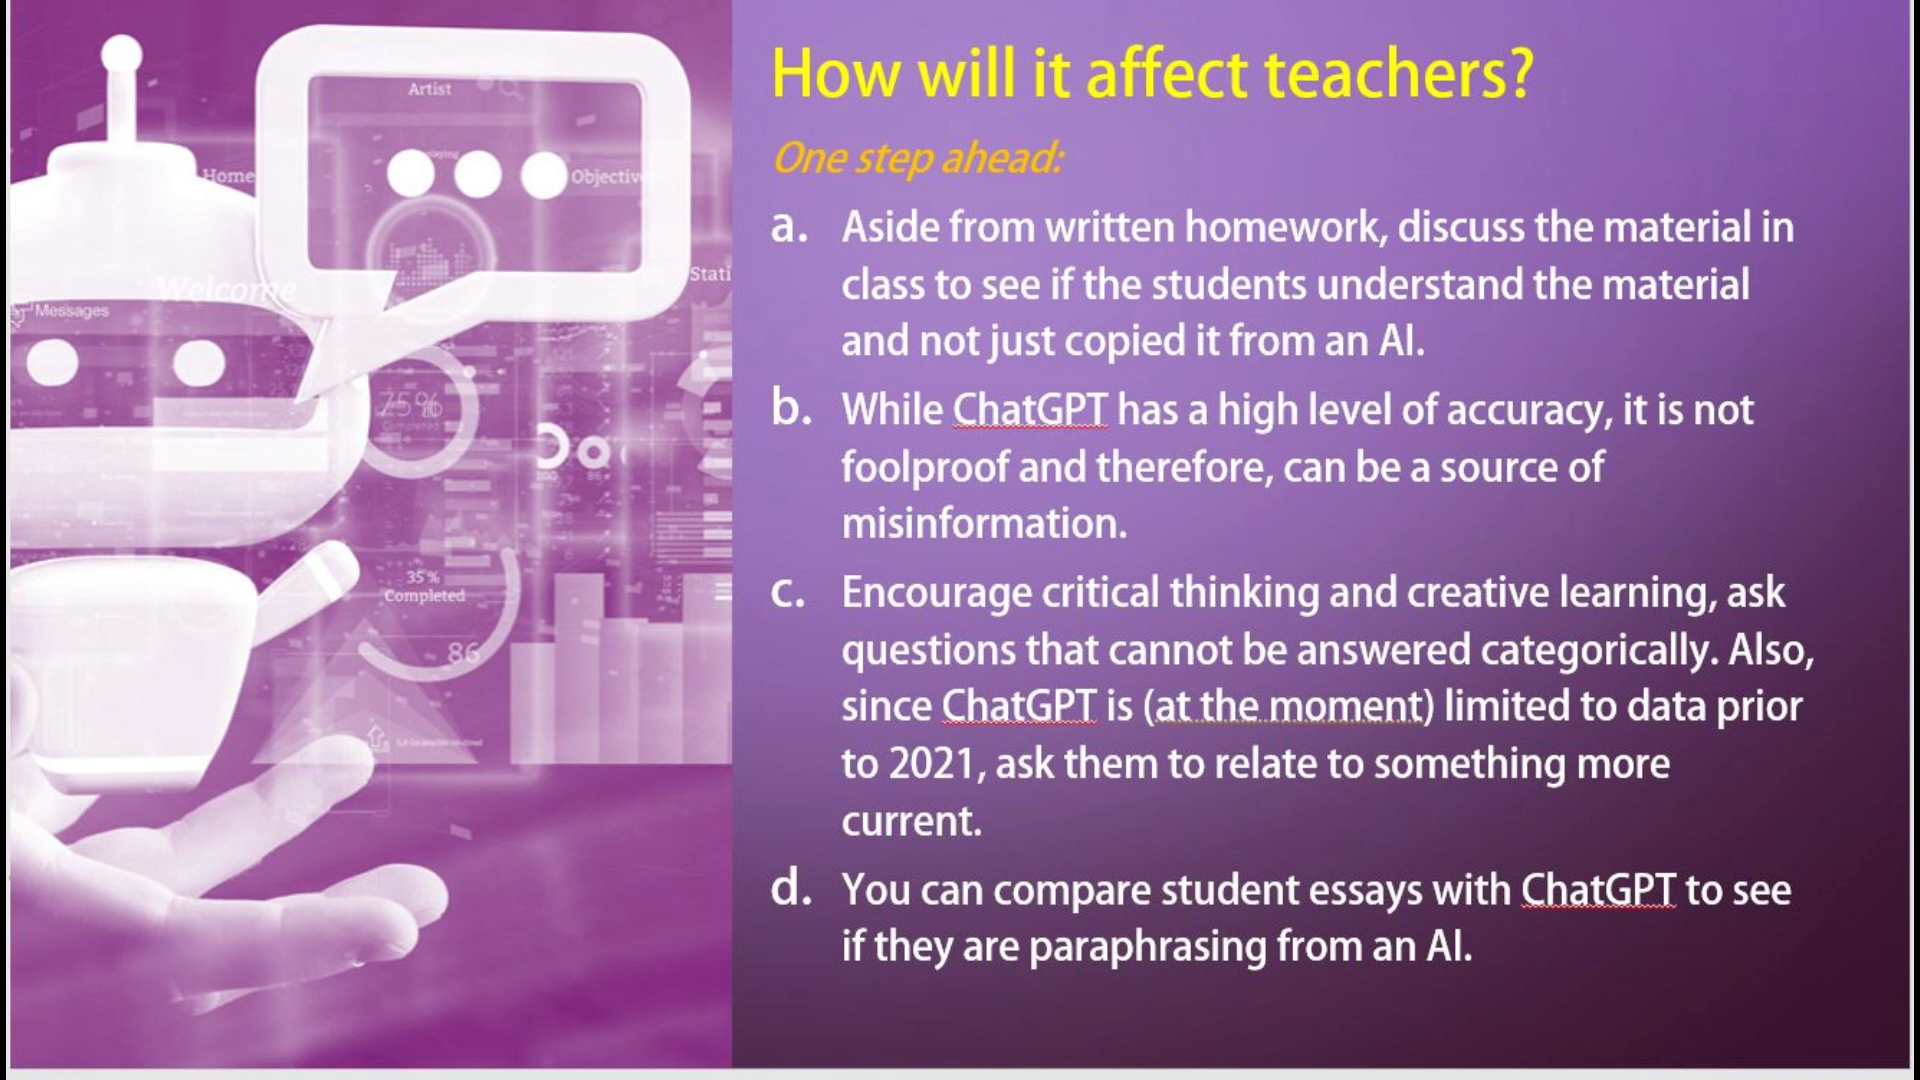 Artist
Home
Objective
Welcome
Stati
Messages
75%
Completed
100
86
35 %
Completed
86
How will it affect teachers?
One step ahead:
a. Aside from written homework, discuss the material in
class to see if the students understand the material
and not just copied it from an AI.
b. While ChatGPT has a high level of accuracy, it is not
foolproof and therefore, can be a source of
misinformation.
c. Encourage critical thinking and creative learning, ask
questions that cannot be answered categorically. Also,
since ChatGPT is (at the moment) limited to data prior
to 2021, ask them to relate to something more
current.
d. You can compare student essays with ChatGPT to see
if they are paraphrasing from an AI.